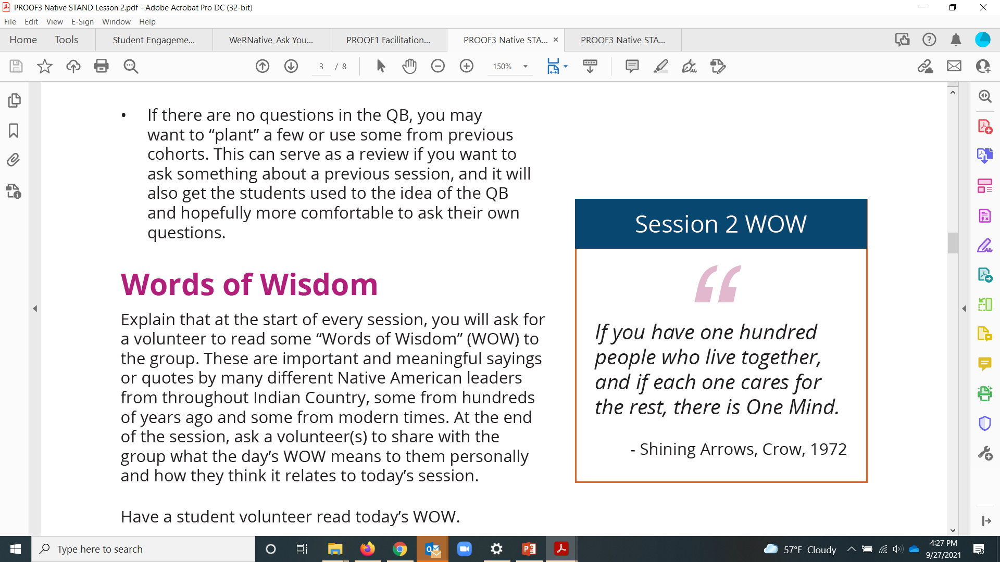 PROOF3 Native STAND Lesson 2.pdf - Adobe Acrobat Pro DC (32-bit)
File Edit View E-Sign Window Help
Home Tools Student Engageme... WeRNative_Ask You... PROOF1 Facilitation... PROOF3 Native STA... × PROOF3 Native STA...
3 / 8 150%
• If there are no questions in the QB, you may
want to “plant” a few or use some from previous
cohorts. This can serve as a review if you want to
ask something about a previous session, and it will
also get the students used to the idea of the QB
and hopefully more comfortable to ask their own
questions.
Words of Wisdom
Explain that at the start of every session, you will ask for
a volunteer to read some “Words of Wisdom” (WOW) to
the group. These are important and meaningful sayings
or quotes by many different Native American leaders
from throughout Indian Country, some from hundreds
of years ago and some from modern times. At the end
of the session, ask a volunteer(s) to share with the
group what the day’s WOW means to them personally
and how they think it relates to today’s session.
Have a student volunteer read today’s WOW.
Session 2 WOW
“
If you have one hundred
people who live together,
and if each one cares for
the rest, there is One Mind.
- Shining Arrows, Crow, 1972
Type here to search
57°F Cloudy
4:27 PM
9/27/2021